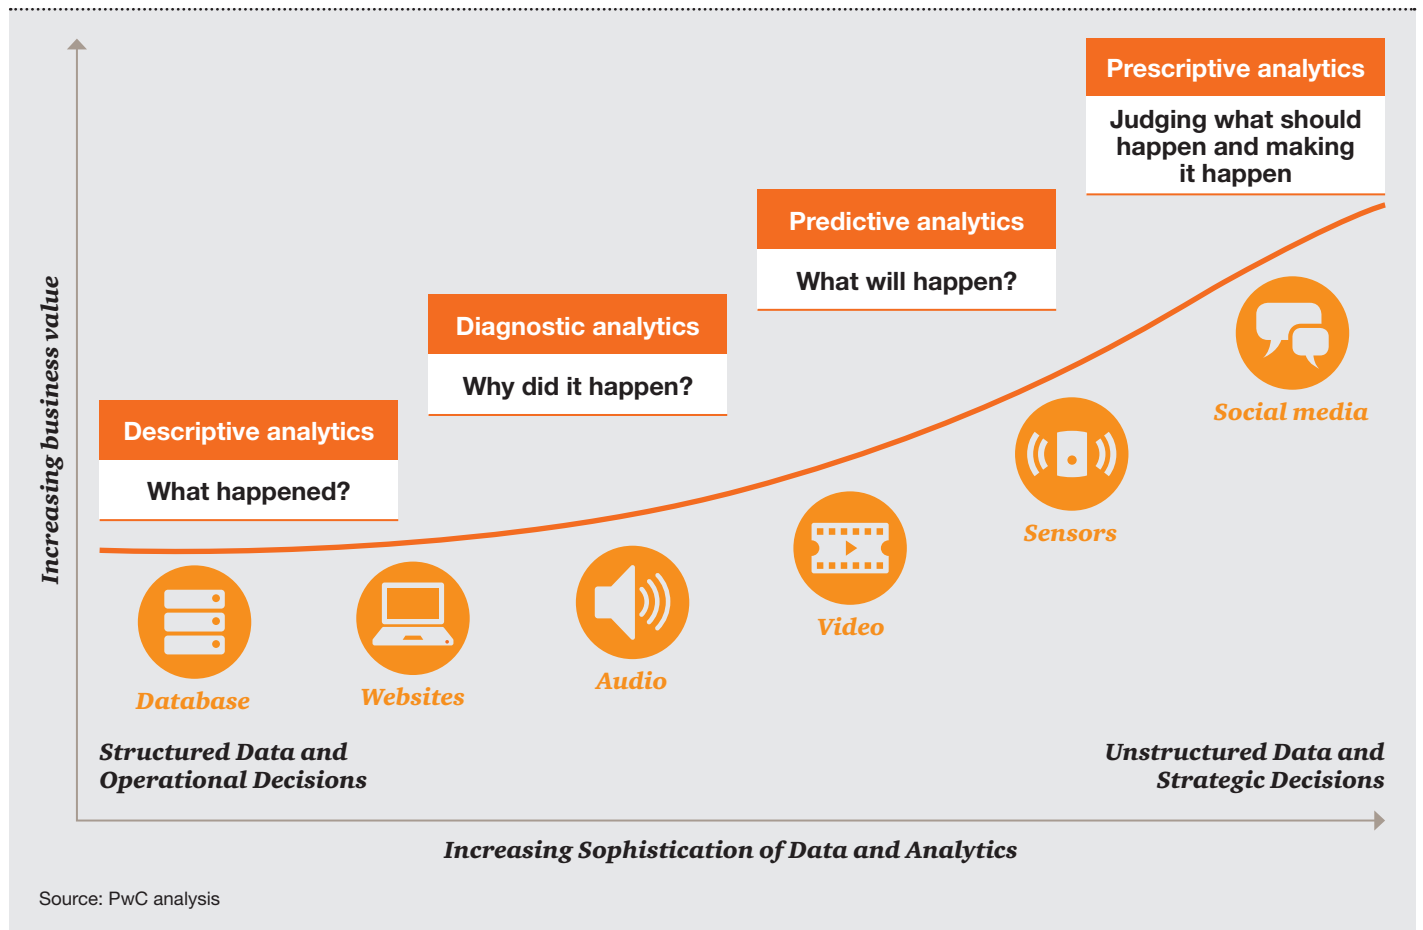 Prescriptive analytics
Judging what should
happen and making
it happen
Predictive analytics
What will happen?
Diagnostic analytics
Why did it happen?
Descriptive analytics
What happened?
Increasing business value
Social media
Sensors
Video
Audio
Websites
Database
Structured Data and
Operational Decisions
Unstructured Data and
Strategic Decisions
Increasing Sophistication of Data and Analytics
Source: PwC analysis